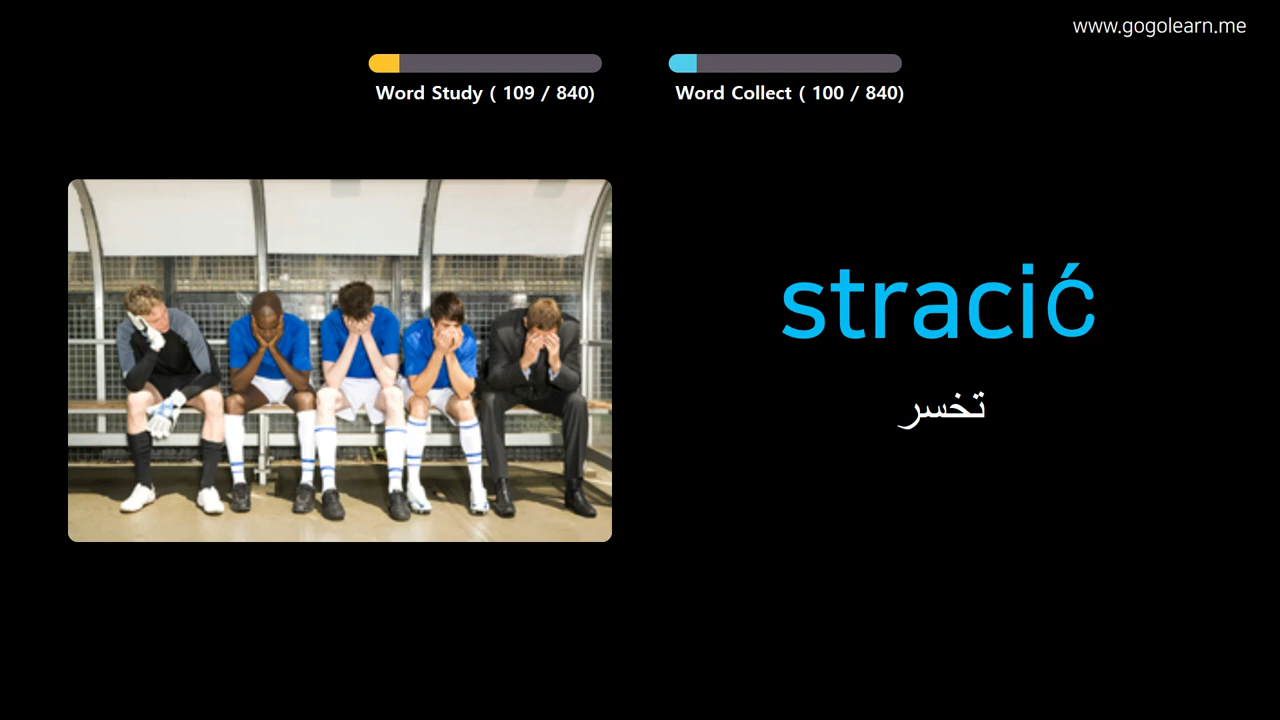 www.gogolearn.me
Word Study ( 109 / 840)
Word Collect ( 100 / 840)
stracić
تخسر